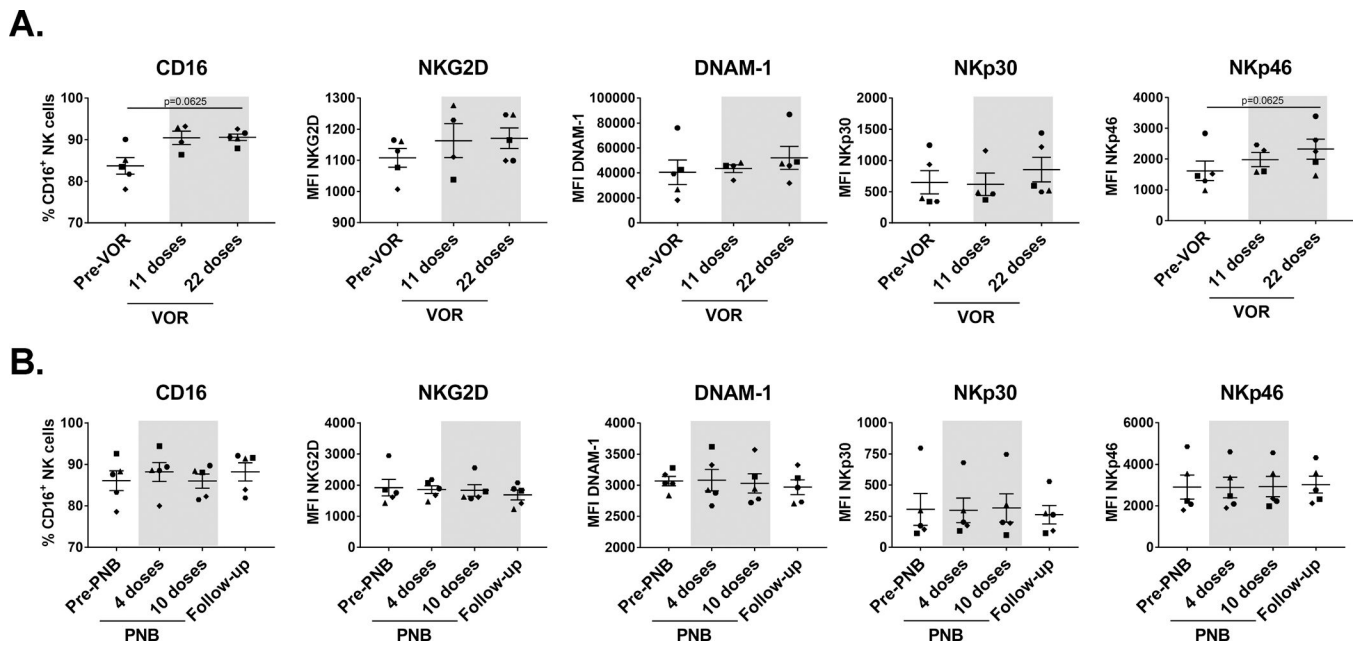 A.
CD16
% CD16+ NK cells
100
90
80
70
p=0.0625
Pre-VOR
11 doses
22 doses
VOR
NKG2D
MFI NKG2D
1300
1200
1100
1000
900
Pre-VOR
11 doses
22 doses
VOR
DNAM-1
MFI DNAM-1
100000
80000
60000
40000
20000
0
Pre-VOR
11 doses
22 doses
VOR
NKp30
MFI NKp30
2000
1500
1000
500
0
Pre-VOR
11 doses
22 doses
VOR
NKp46
MFI NKp46
4000
3000
2000
1000
0
p=0.0625
Pre-VOR
11 doses
22 doses
VOR
B.
CD16
% CD16+ NK cells
100
90
80
70
Pre-PNB
4 doses
10 doses
Follow-up
PNB
NKG2D
MFI NKG2D
4000
3000
2000
1000
0
Pre-PNB
4 doses
10 doses
Follow-up
PNB
DNAM-1
MFI DNAM-1
4000
3500
3000
2500
2000
Pre-PNB
4 doses
10 doses
Follow-up
PNB
NKp30
MFI NKp30
1000
750
500
250
0
Pre-PNB
4 doses
10 doses
Follow-up
PNB
NKp46
MFI NKp46
6000
4000
2000
0
Pre-PNB
4 doses
10 doses
Follow-up
PNB